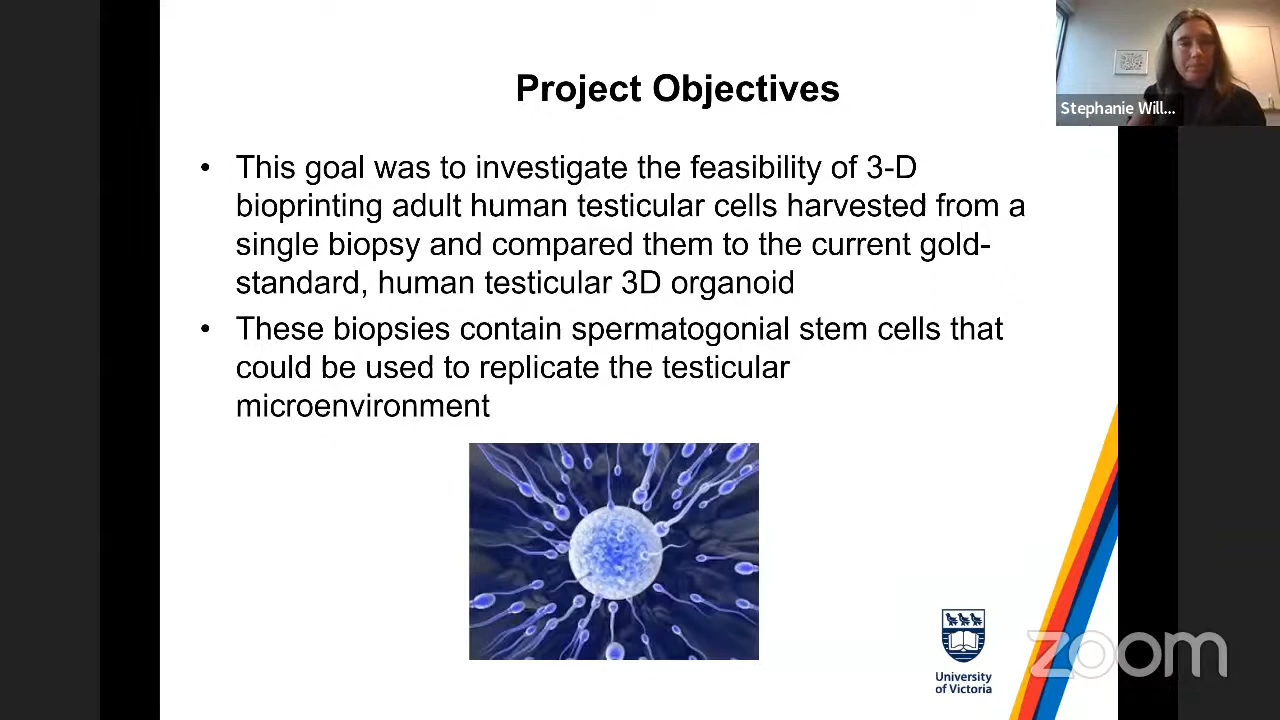 Project Objectives
Stephanie Will...
• This goal was to investigate the feasibility of 3-D
bioprinting adult human testicular cells harvested from a
single biopsy and compared them to the current gold-
standard, human testicular 3D organoid
• These biopsies contain spermatogonial stem cells that
could be used to replicate the testicular
microenvironment
University
of Victoria
zoom